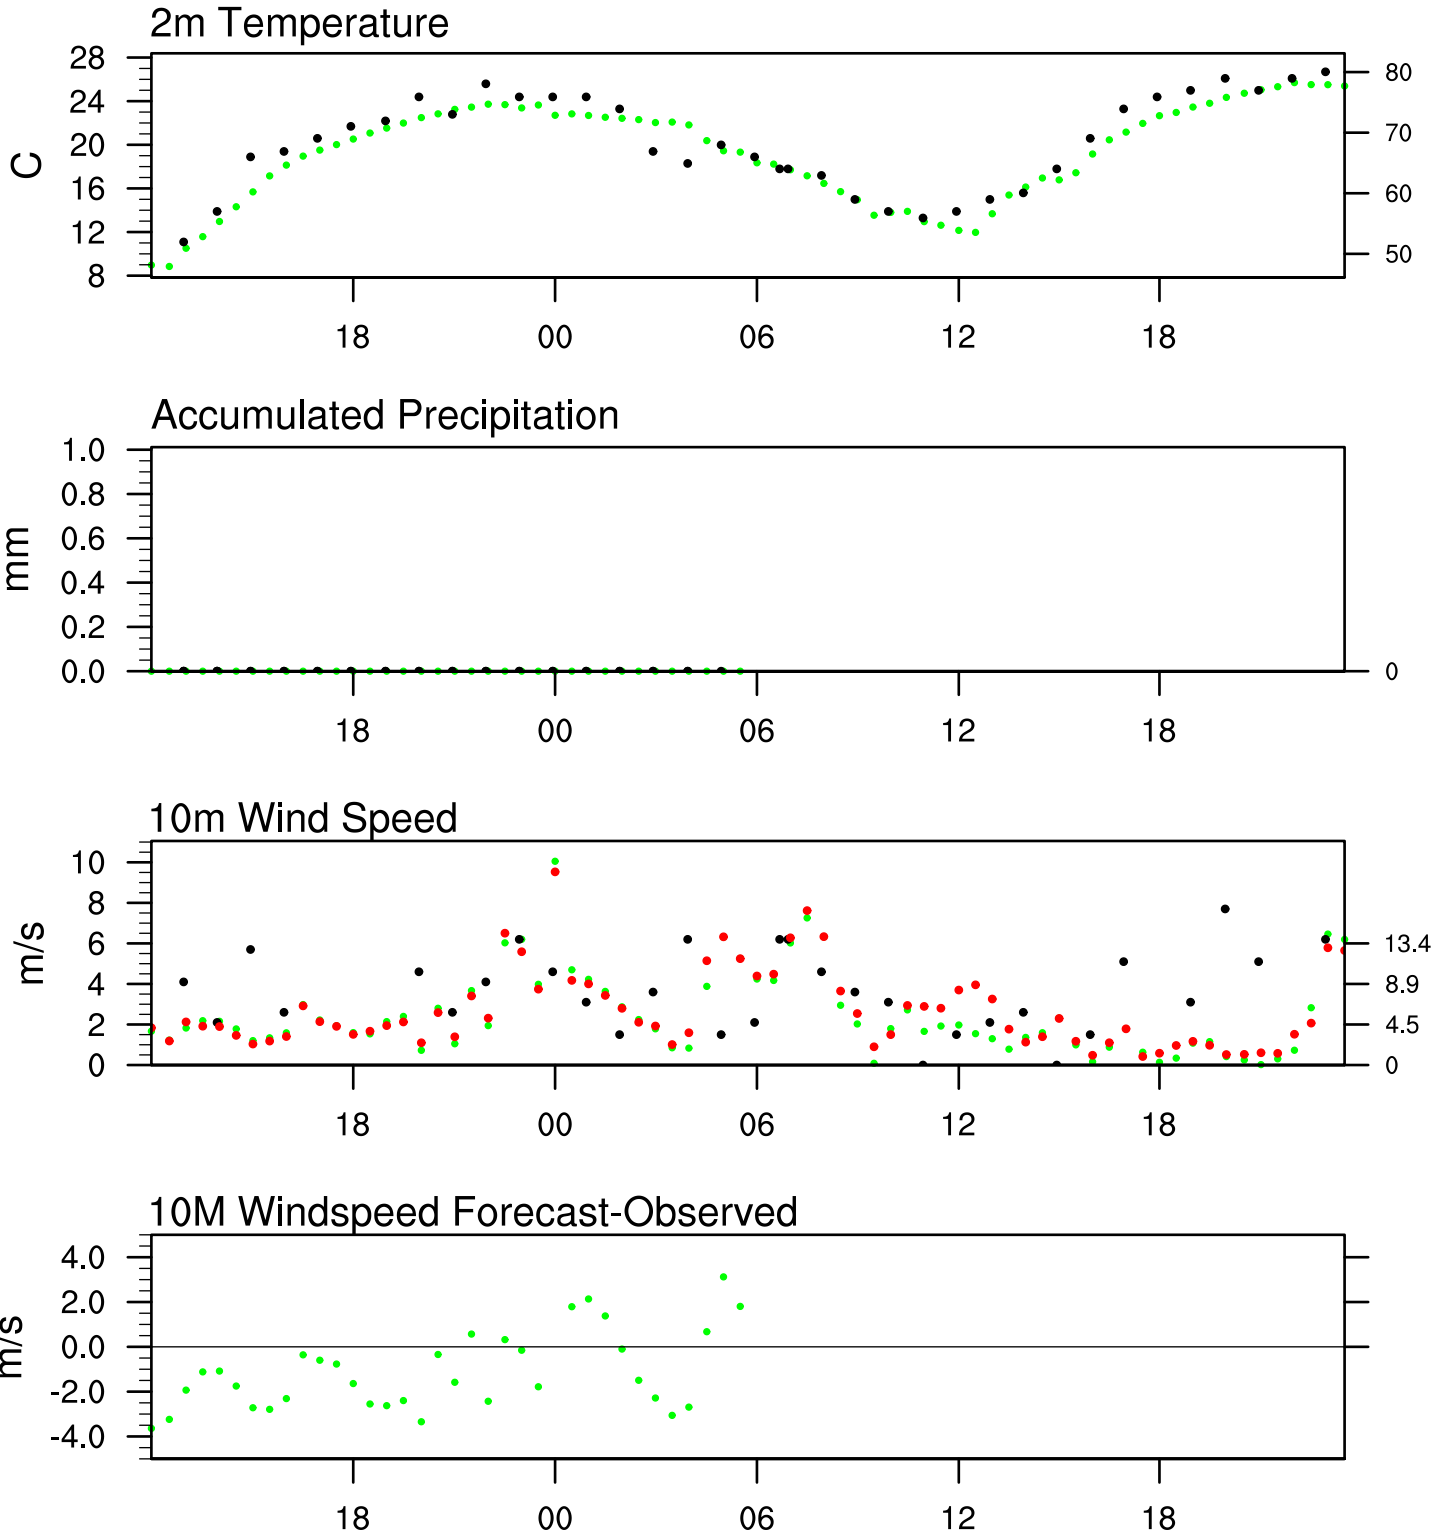 2m Temperature
28
24
20
16
12
8
C
80
70
60
50
18 00 06 12 18
Accumulated Precipitation
1.0
0.8
0.6
0.4
0.2
0.0
mm
0
18 00 06 12 18
10m Wind Speed
10
8
6
4
2
0
m/s
13.4
8.9
4.5
0
18 00 06 12 18
10M Windspeed Forecast-Observed
4.0
2.0
0.0
-2.0
-4.0
m/s
18 00 06 12 18